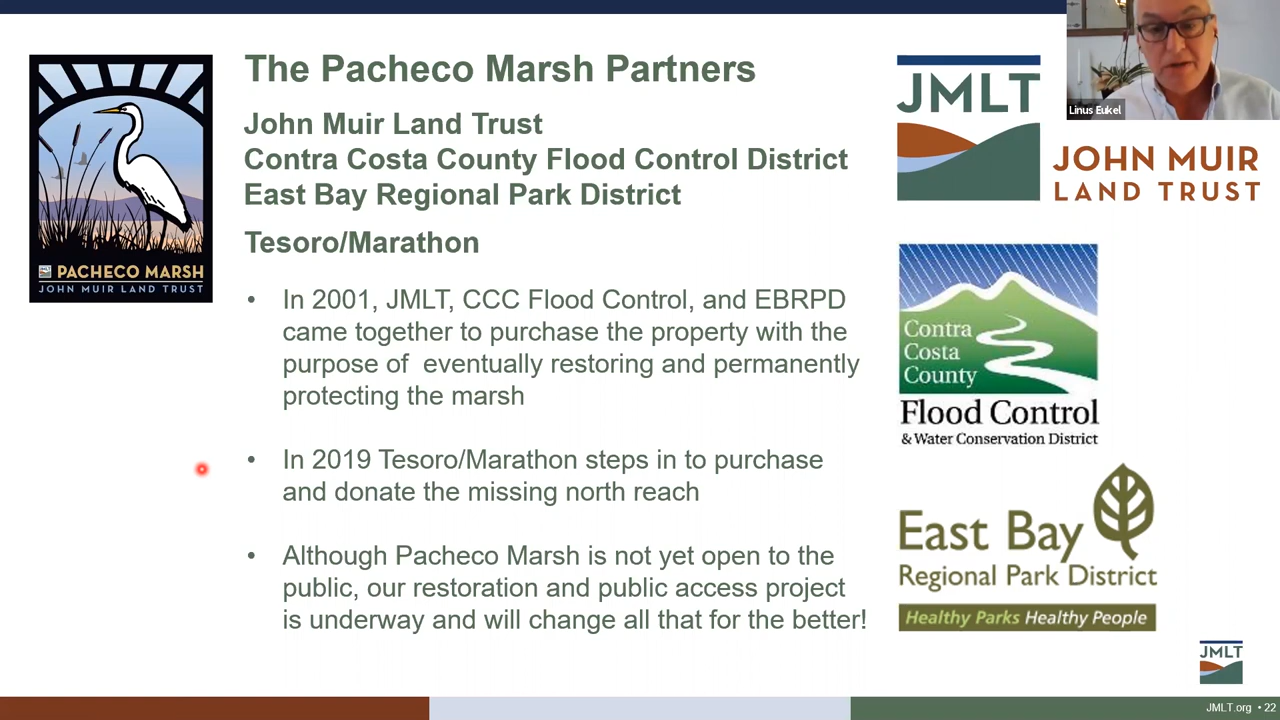 The Pacheco Marsh Partners
John Muir Land Trust
Contra Costa County Flood Control District
East Bay Regional Park District
Tesoro/Marathon
• In 2001, JMLT, CCC Flood Control, and EBRPD
came together to purchase the property with the
purpose of eventually restoring and permanently
protecting the marsh
• In 2019 Tesoro/Marathon steps in to purchase
and donate the missing north reach
• Although Pacheco Marsh is not yet open to the
public, our restoration and public access project
is underway and will change all that for the better!
JMLT
PACHECO MARSH
JOHN MUIR LAND TRUST
JMLT
JOHN MUIR
LAND TRUST
Linus Eukel
Contra
Costa
County
Flood Control
& Water Conservation District
East Bay
Regional Park District
Healthy Parks Healthy People
JMLT
JMLT.org • 22